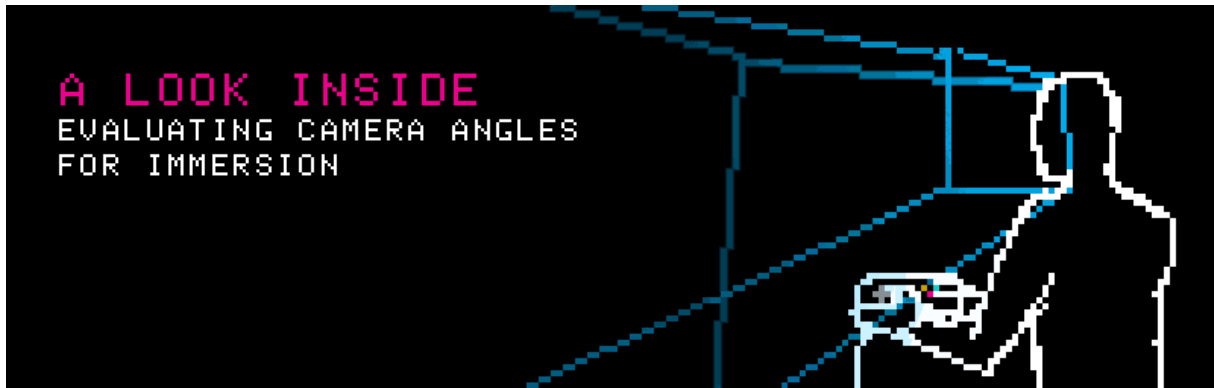 A LOOK INSIDE
EVALUATING CAMERA ANGLES
FOR IMMERSION